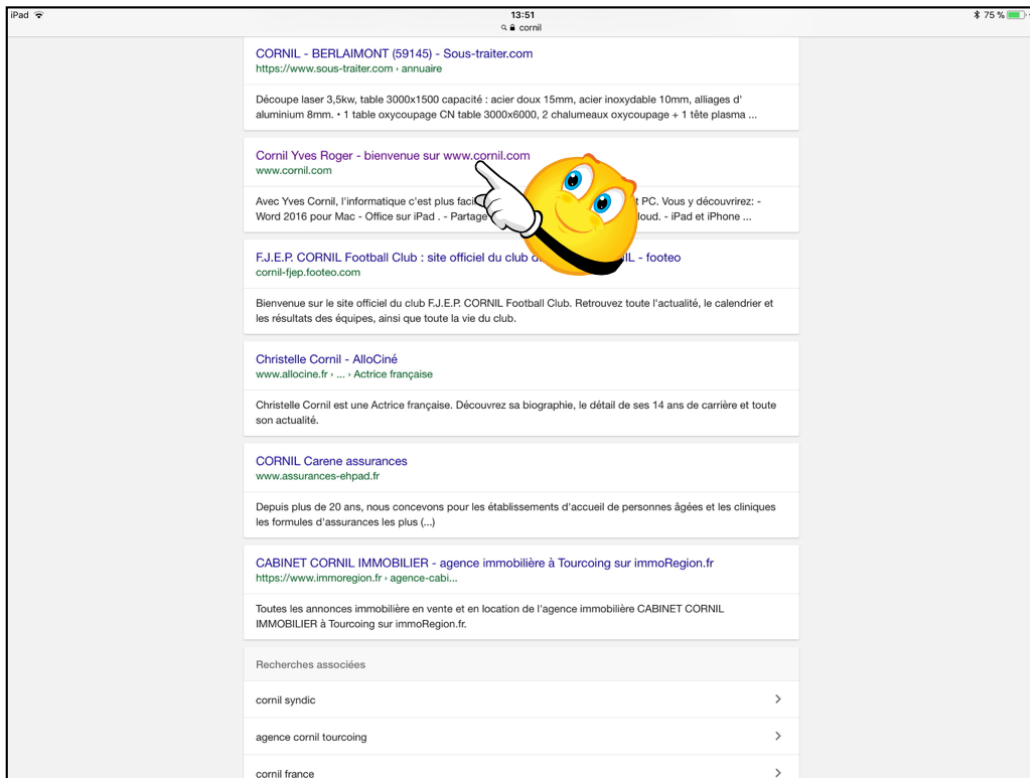 iPad
13:51
75 %
cornil
CORNIL - BERLAIMONT (59145) - Sous-traiter.com
https://www.sous-traiter.com › annuaire
Découpe laser 3,5kw, table 3000x1500 capacité : acier doux 15mm, acier inoxydable 10mm, alliages d'
aluminium 8mm. • 1 table oxycoupage CN table 3000x6000, 2 chalumeaux oxycoupage + 1 tête plasma ...
Cornil Yves Roger - bienvenue sur www.cornil.com
www.cornil.com
Avec Yves Cornil, l'informatique c'est plus faci t PC. Vous y découvrirez: -
Word 2016 pour Mac - Office sur iPad . - Partage loud. - iPad et iPhone ...
F.J.E.P. CORNIL Football Club : site officiel du club d IL - footeo
cornil-fjep.footeo.com
Bienvenue sur le site officiel du club F.J.E.P. CORNIL Football Club. Retrouvez toute l'actualité, le calendrier et
les résultats des équipes, ainsi que toute la vie du club.
Christelle Cornil - AlloCiné
www.allocine.fr › ... › Actrice française
Christelle Cornil est une Actrice française. Découvrez sa biographie, le détail de ses 14 ans de carrière et toute
son actualité.
CORNIL Carene assurances
www.assurances-ehpad.fr
Depuis plus de 20 ans, nous concevons pour les établissements d'accueil de personnes âgées et les cliniques
les formules d'assurances les plus (...)
CABINET CORNIL IMMOBILIER - agence immobilière à Tourcoing sur immoRegion.fr
https://www.immoregion.fr › agence-cabi...
Toutes les annonces immobilière en vente et en location de l'agence immobilière CABINET CORNIL
IMMOBILIER à Tourcoing sur immoRegion.fr.
Recherches associées
cornil syndic
agence cornil tourcoing
cornil france